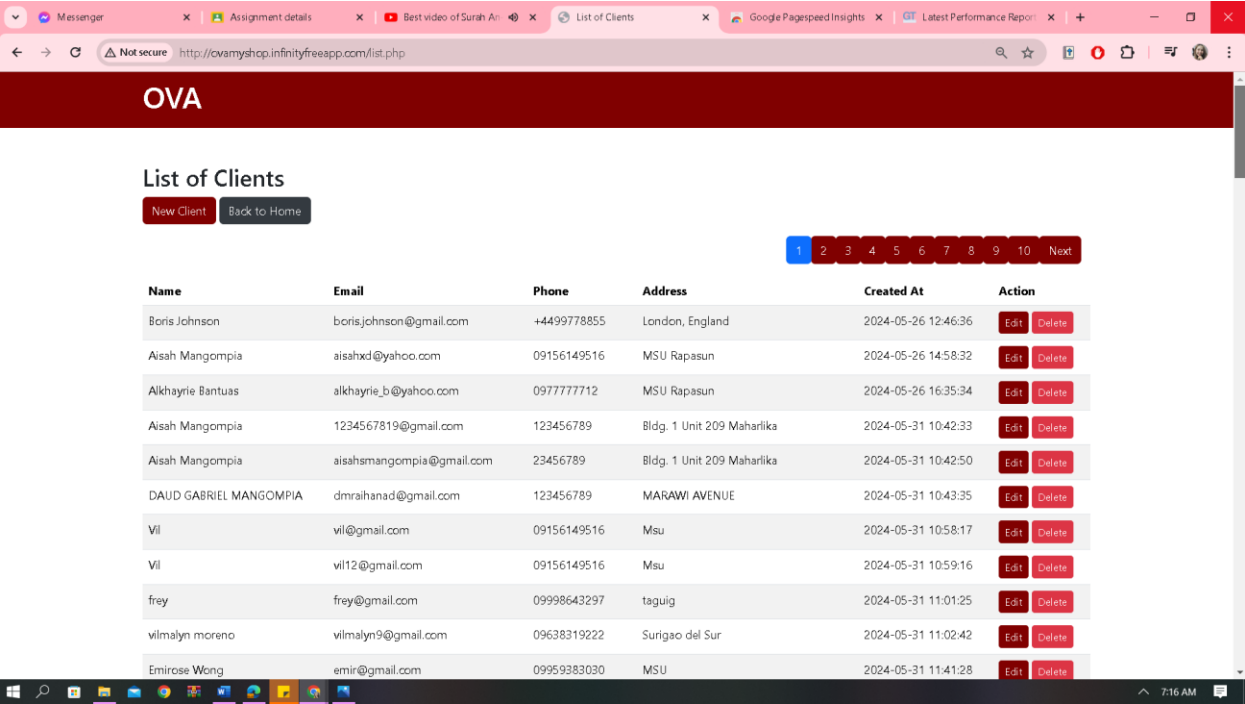 Messenger
Assignment details
Best video of Surah An
List of Clients
Google Pagespeed Insights
GT Latest Performance Report
Not secure http://ovamyshop.infinityfreeapp.com/list.php
OVA
List of Clients
New Client Back to Home
1 2 3 4 5 6 7 8 9 10 Next
Name Email Phone Address Created At Action
Boris Johnson boris.johnson@gmail.com +4499778855 London, England 2024-05-26 12:46:36 Edit Delete
Aisah Mangompia aisahxd@yahoo.com 09156149516 MSU Rapasun 2024-05-26 14:58:32 Edit Delete
Alkhayrie Bantuas alkhayrie_b@yahoo.com 0977777712 MSU Rapasun 2024-05-26 16:35:34 Edit Delete
Aisah Mangompia 1234567819@gmail.com 123456789 Bldg. 1 Unit 209 Maharlika 2024-05-31 10:42:33 Edit Delete
Aisah Mangompia aisahsmangompia@gmail.com 23456789 Bldg. 1 Unit 209 Maharlika 2024-05-31 10:42:50 Edit Delete
DAUD GABRIEL MANGOMPIA dmraihanad@gmail.com 123456789 MARAWI AVENUE 2024-05-31 10:43:35 Edit Delete
Vil vil@gmail.com 09156149516 Msu 2024-05-31 10:58:17 Edit Delete
Vil vil12@gmail.com 09156149516 Msu 2024-05-31 10:59:16 Edit Delete
frey frey@gmail.com 09998643297 taguig 2024-05-31 11:01:25 Edit Delete
vilmalyn moreno vilmalyn9@gmail.com 09638319222 Surigao del Sur 2024-05-31 11:02:42 Edit Delete
Emirose Wong emir@gmail.com 09959383030 MSU 2024-05-31 11:41:28 Edit Delete
7:16 AM